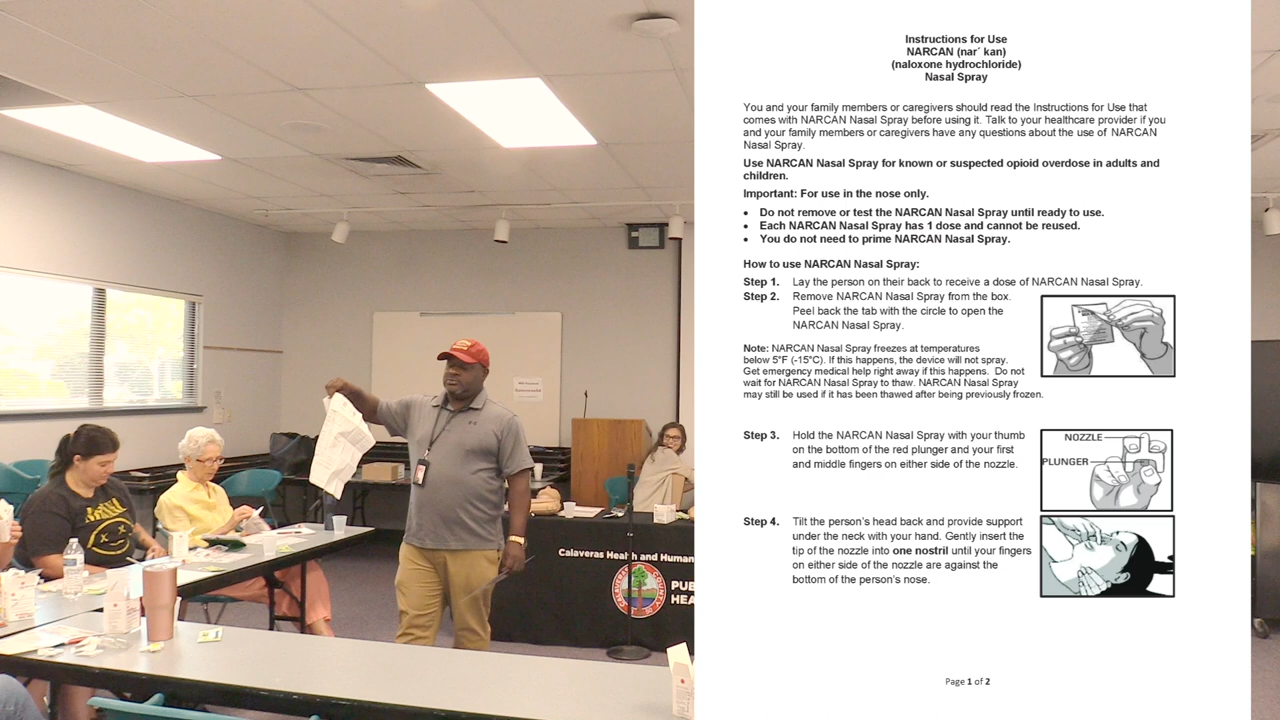 Instructions for Use
NARCAN (nar´ kan)
(naloxone hydrochloride)
Nasal Spray
You and your family members or caregivers should read the Instructions for Use that
comes with NARCAN Nasal Spray before using it. Talk to your healthcare provider if you
and your family members or caregivers have any questions about the use of NARCAN
Nasal Spray.
Use NARCAN Nasal Spray for known or suspected opioid overdose in adults and
children.
Important: For use in the nose only.
• Do not remove or test the NARCAN Nasal Spray until ready to use.
• Each NARCAN Nasal Spray has 1 dose and cannot be reused.
• You do not need to prime NARCAN Nasal Spray.
How to use NARCAN Nasal Spray:
Step 1. Lay the person on their back to receive a dose of NARCAN Nasal Spray.
Step 2. Remove NARCAN Nasal Spray from the box.
Peel back the tab with the circle to open the
NARCAN Nasal Spray.
Note: NARCAN Nasal Spray freezes at temperatures
below 5°F (-15°C). If this happens, the device will not spray.
Get emergency medical help right away if this happens. Do not
wait for NARCAN Nasal Spray to thaw. NARCAN Nasal Spray
may still be used if it has been thawed after being previously frozen.
Step 3. Hold the NARCAN Nasal Spray with your thumb
on the bottom of the red plunger and your first
and middle fingers on either side of the nozzle.
NOZZLE
PLUNGER
Step 4. Tilt the person's head back and provide support
under the neck with your hand. Gently insert the
tip of the nozzle into one nostril until your fingers
on either side of the nozzle are against the
bottom of the person's nose.
Page 1 of 2
Calaveras Health and Human
PUB
HEA